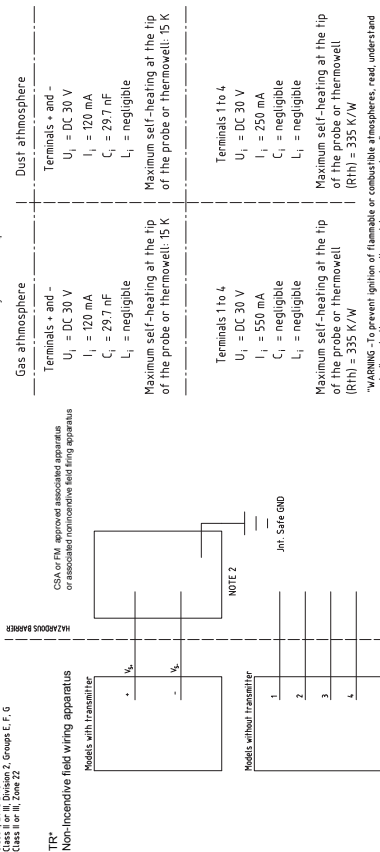 Class II or III, Division 2, Groups E, F, G
Class II or III, Zone 22
TR*
Non-Incendive field wiring apparatus
HAZARDOUS BARRIER
CSA or FM approved associated apparatus
or associated nonincendive field firing apparatus
Models with transmitter
+
VS+
-
VS-
NOTE 2
Jnt. Safe GND
Models without transmitter
1
2
3
4
Gas athmosphere
Terminals + and -
Ui = DC 30 V
Ii = 120 mA
Ci = 29.7 nF
Li = negligible
Maximum self-heating at the tip
of the probe or thermowell: 15 K
Terminals 1 to 4
Ui = DC 30 V
Ii = 550 mA
Ci = negligible
Li = negligible
Maximum self-heating at the tip
of the probe or thermowell
(Rth) = 335 K/W
Dust athmosphere
Terminals + and -
Ui = DC 30 V
Ii = 120 mA
Ci = 29.7 nF
Li = negligible
Maximum self-heating at the tip
of the probe or thermowell: 15 K
Terminals 1 to 4
Ui = DC 30 V
Ii = 250 mA
Ci = negligible
Li = negligible
Maximum self-heating at the tip
of the probe or thermowell
(Rth) = 335 K/W
"WARNING -To prevent ignition of flammable or combustible atmospheres, read, understand